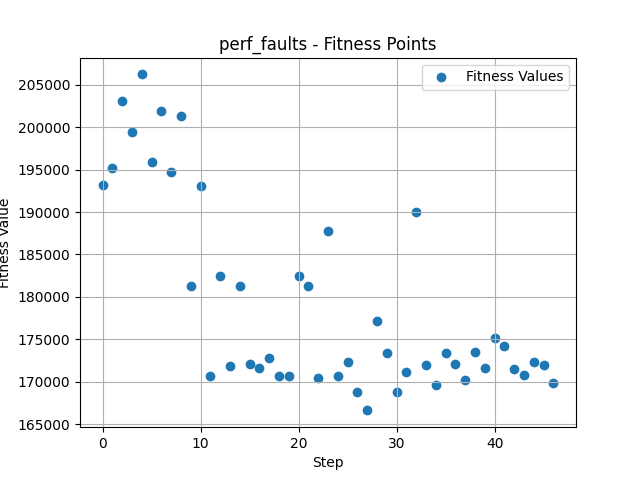 perf_faults - Fitness Points
Fitness Values
205000
200000
195000
190000
185000
180000
175000
170000
165000
Fitness Value
0 10 20 30 40
Step